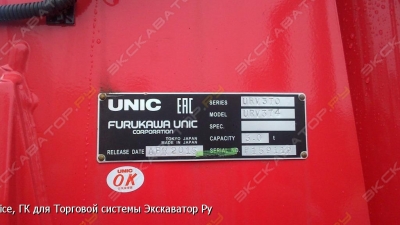 ЭКСКАВАТОР.РУ
UNIC EAC
SERIES
MODEL
SPEC.
CAPACITY t
FURUKAWA UNIC
CORPORATION
TOKYO JAPAN
MADE IN JAPAN
RELEASE DATE
SERIAL NO.
UNIC
OK
ice, ГК для Торговой системы Экскаватор Ру